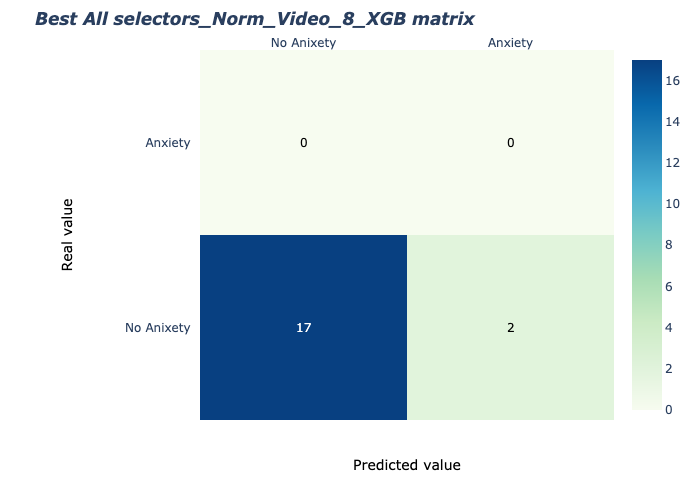 Best All selectors_Norm_Video_8_XGB matrix
No Anixety
Anxiety
Anxiety
0
0
No Anixety
17
2
Real value
Predicted value
16
14
12
10
8
6
4
2
0